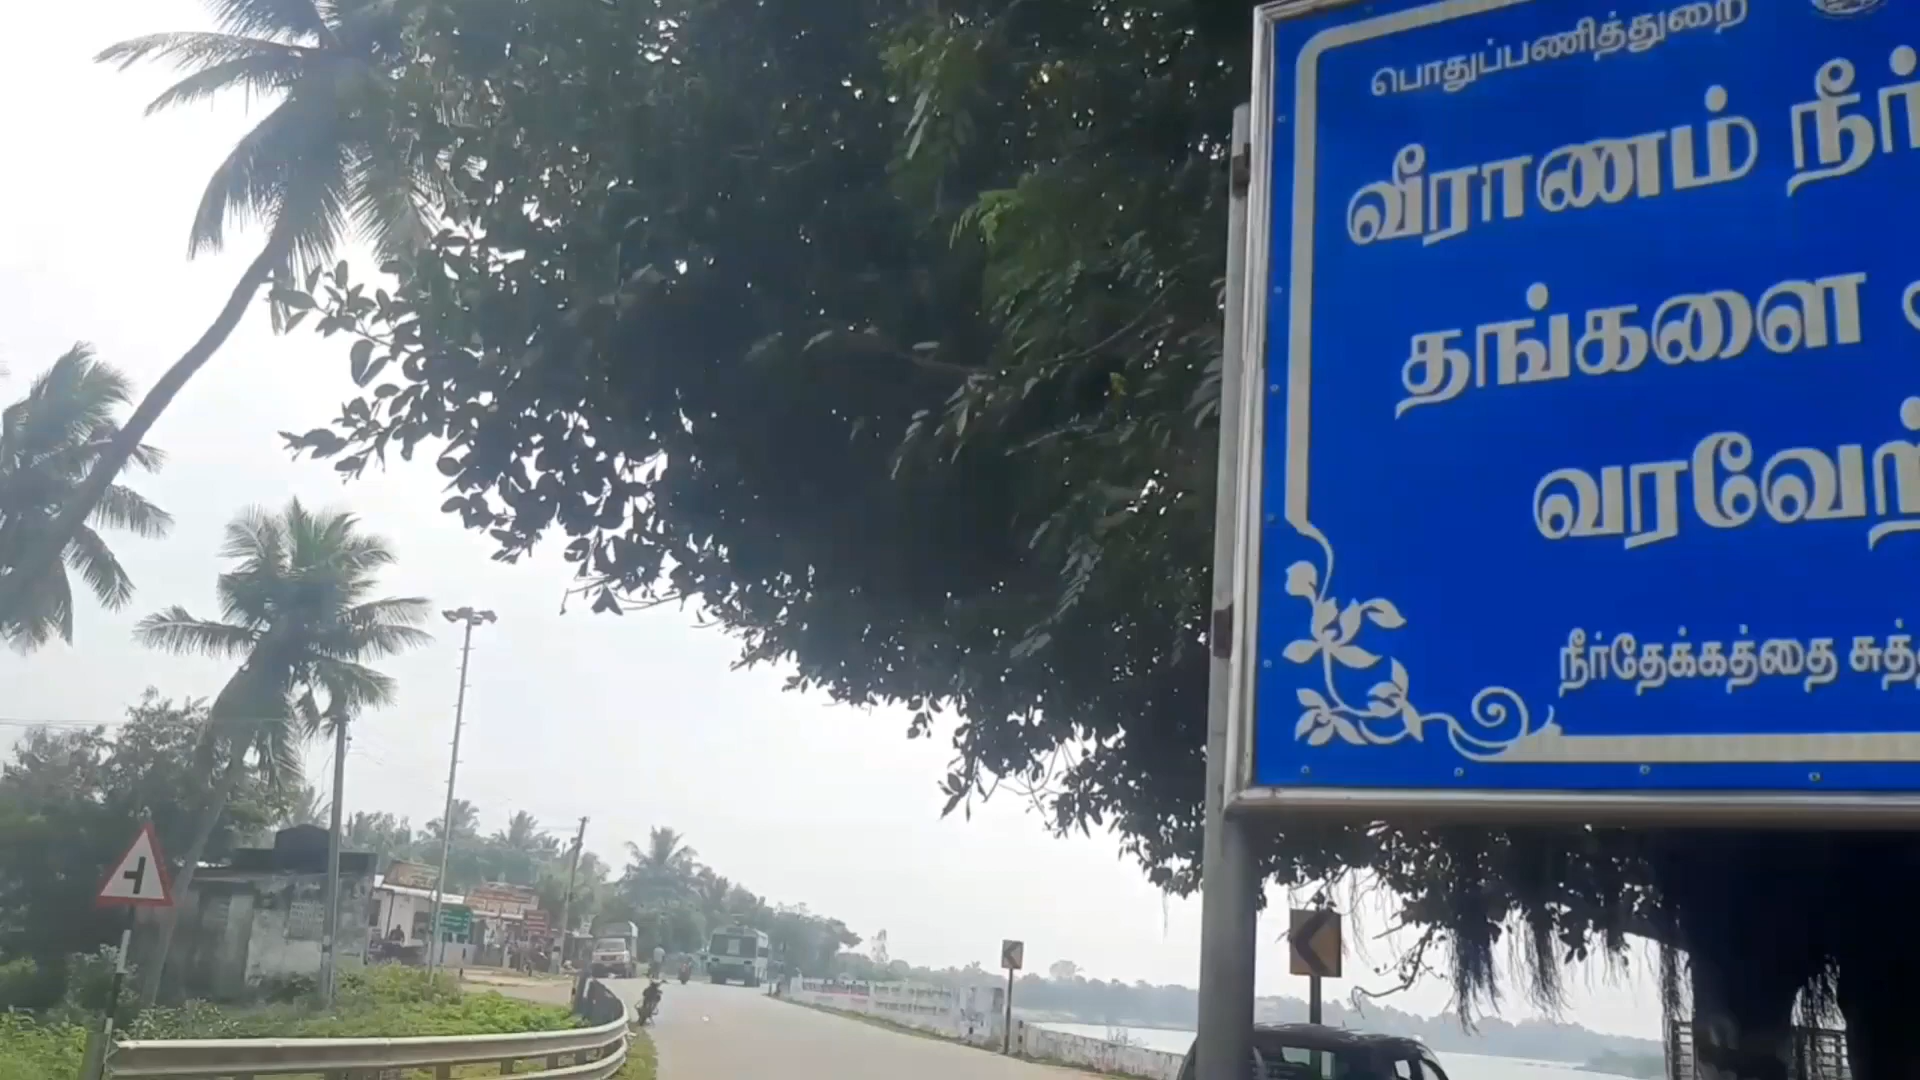 பொதுப்பணித்துறை
வீராணம் நீர்
தங்களை
வரவேற்
நீர்தேக்கத்தை சுத்